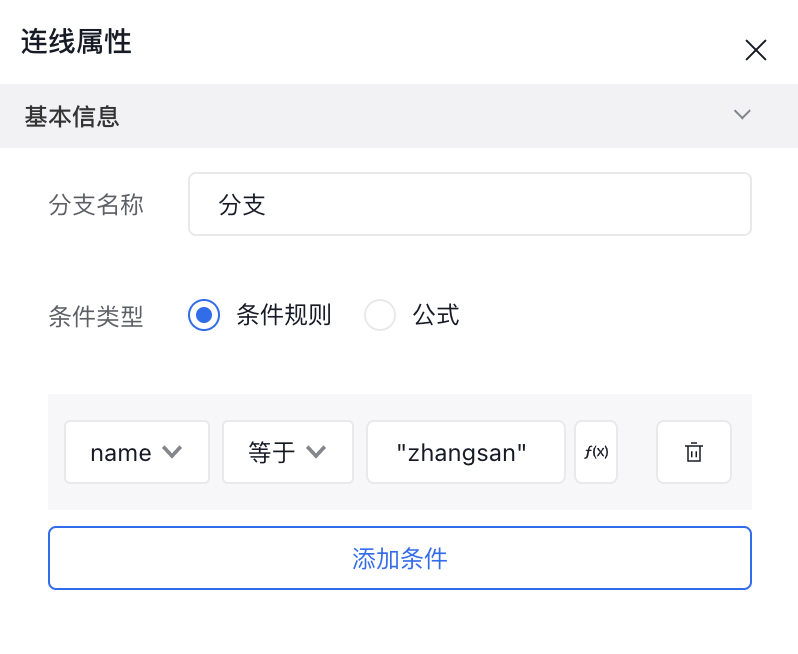 连线属性
基本信息
分支名称 分支
条件类型 条件规则 公式
name 等于 "zhangsan" f(x)
添加条件